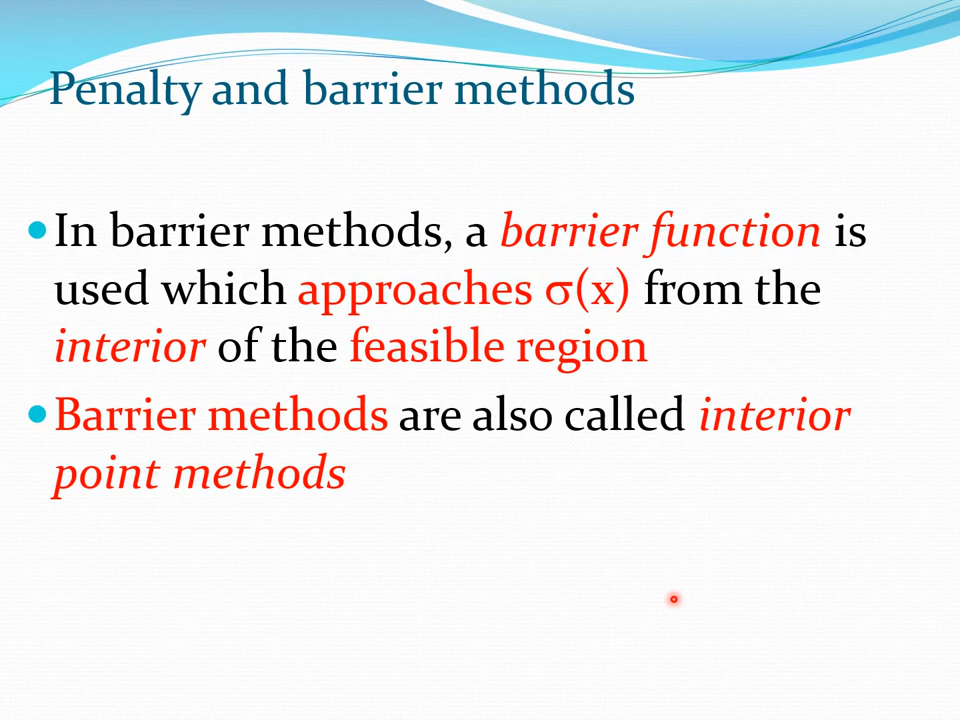 Penalty and barrier methods
In barrier methods, a barrier function is
used which approaches σ(x) from the
interior of the feasible region
Barrier methods are also called interior
point methods